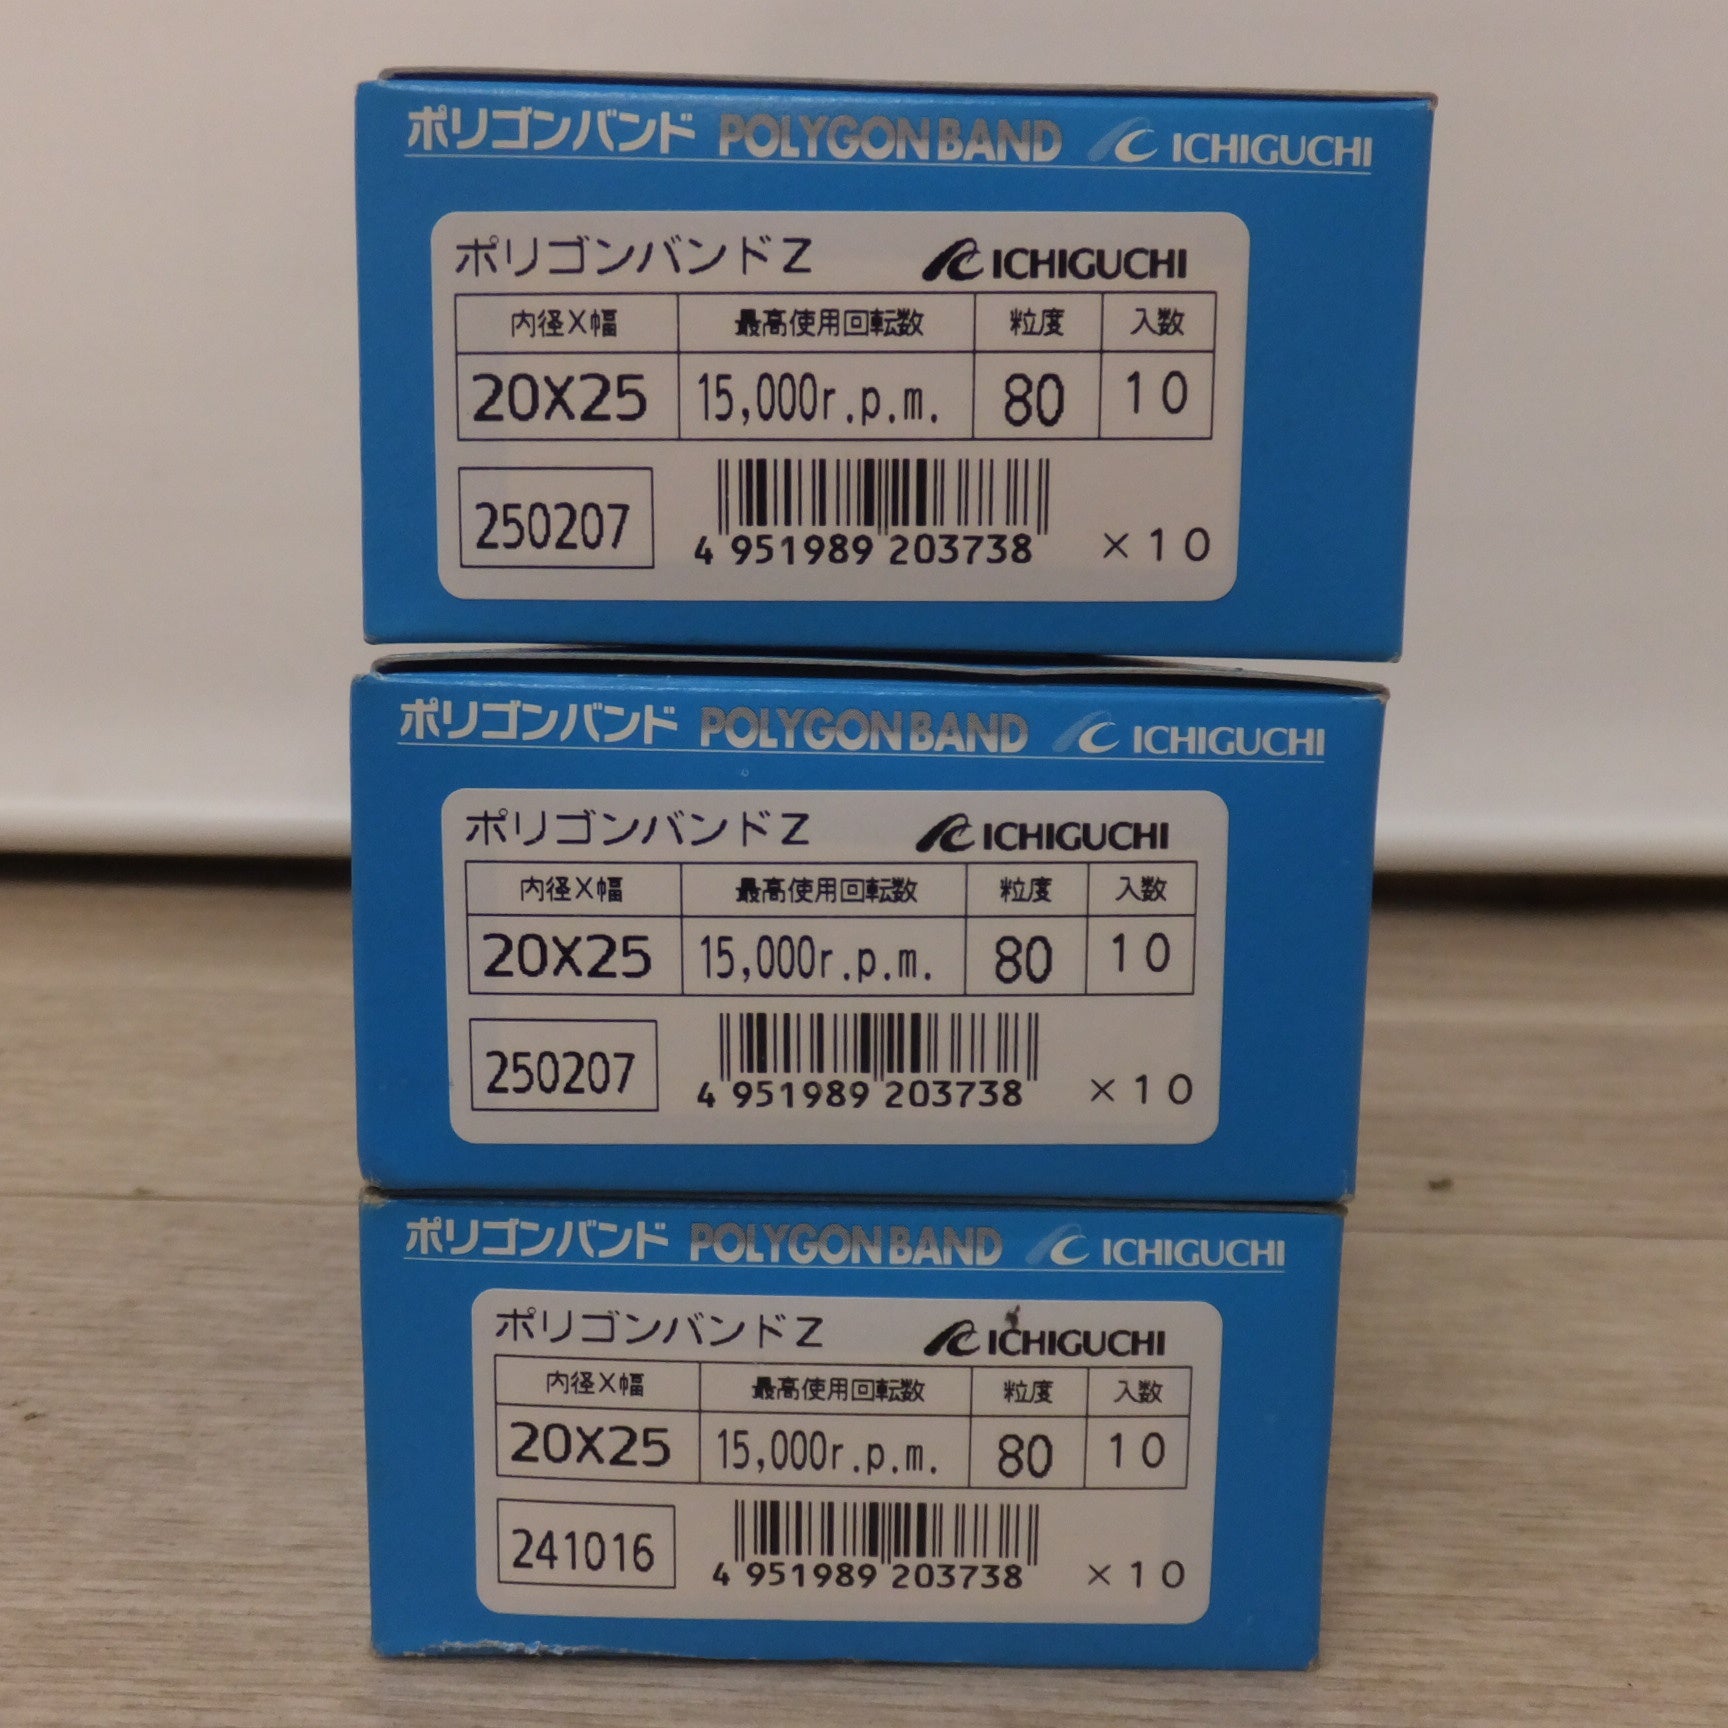 ポリゴンバンド POLYGON BAND ICHIGUCHI
ポリゴンバンドZ ICHIGUCHI
内径X幅 最高使用回転数 粒度 入数
20X25 15,000r.p.m. 80 10
250207 4 951989 203738 ×10
ポリゴンバンド POLYGON BAND ICHIGUCHI
ポリゴンバンドZ ICHIGUCHI
内径X幅 最高使用回転数 粒度 入数
20X25 15,000r.p.m. 80 10
250207 4 951989 203738 ×10
ポリゴンバンド POLYGON BAND ICHIGUCHI
ポリゴンバンドZ ICHIGUCHI
内径X幅 最高使用回転数 粒度 入数
20X25 15,000r.p.m. 80 10
241016 4 951989 203738 ×10